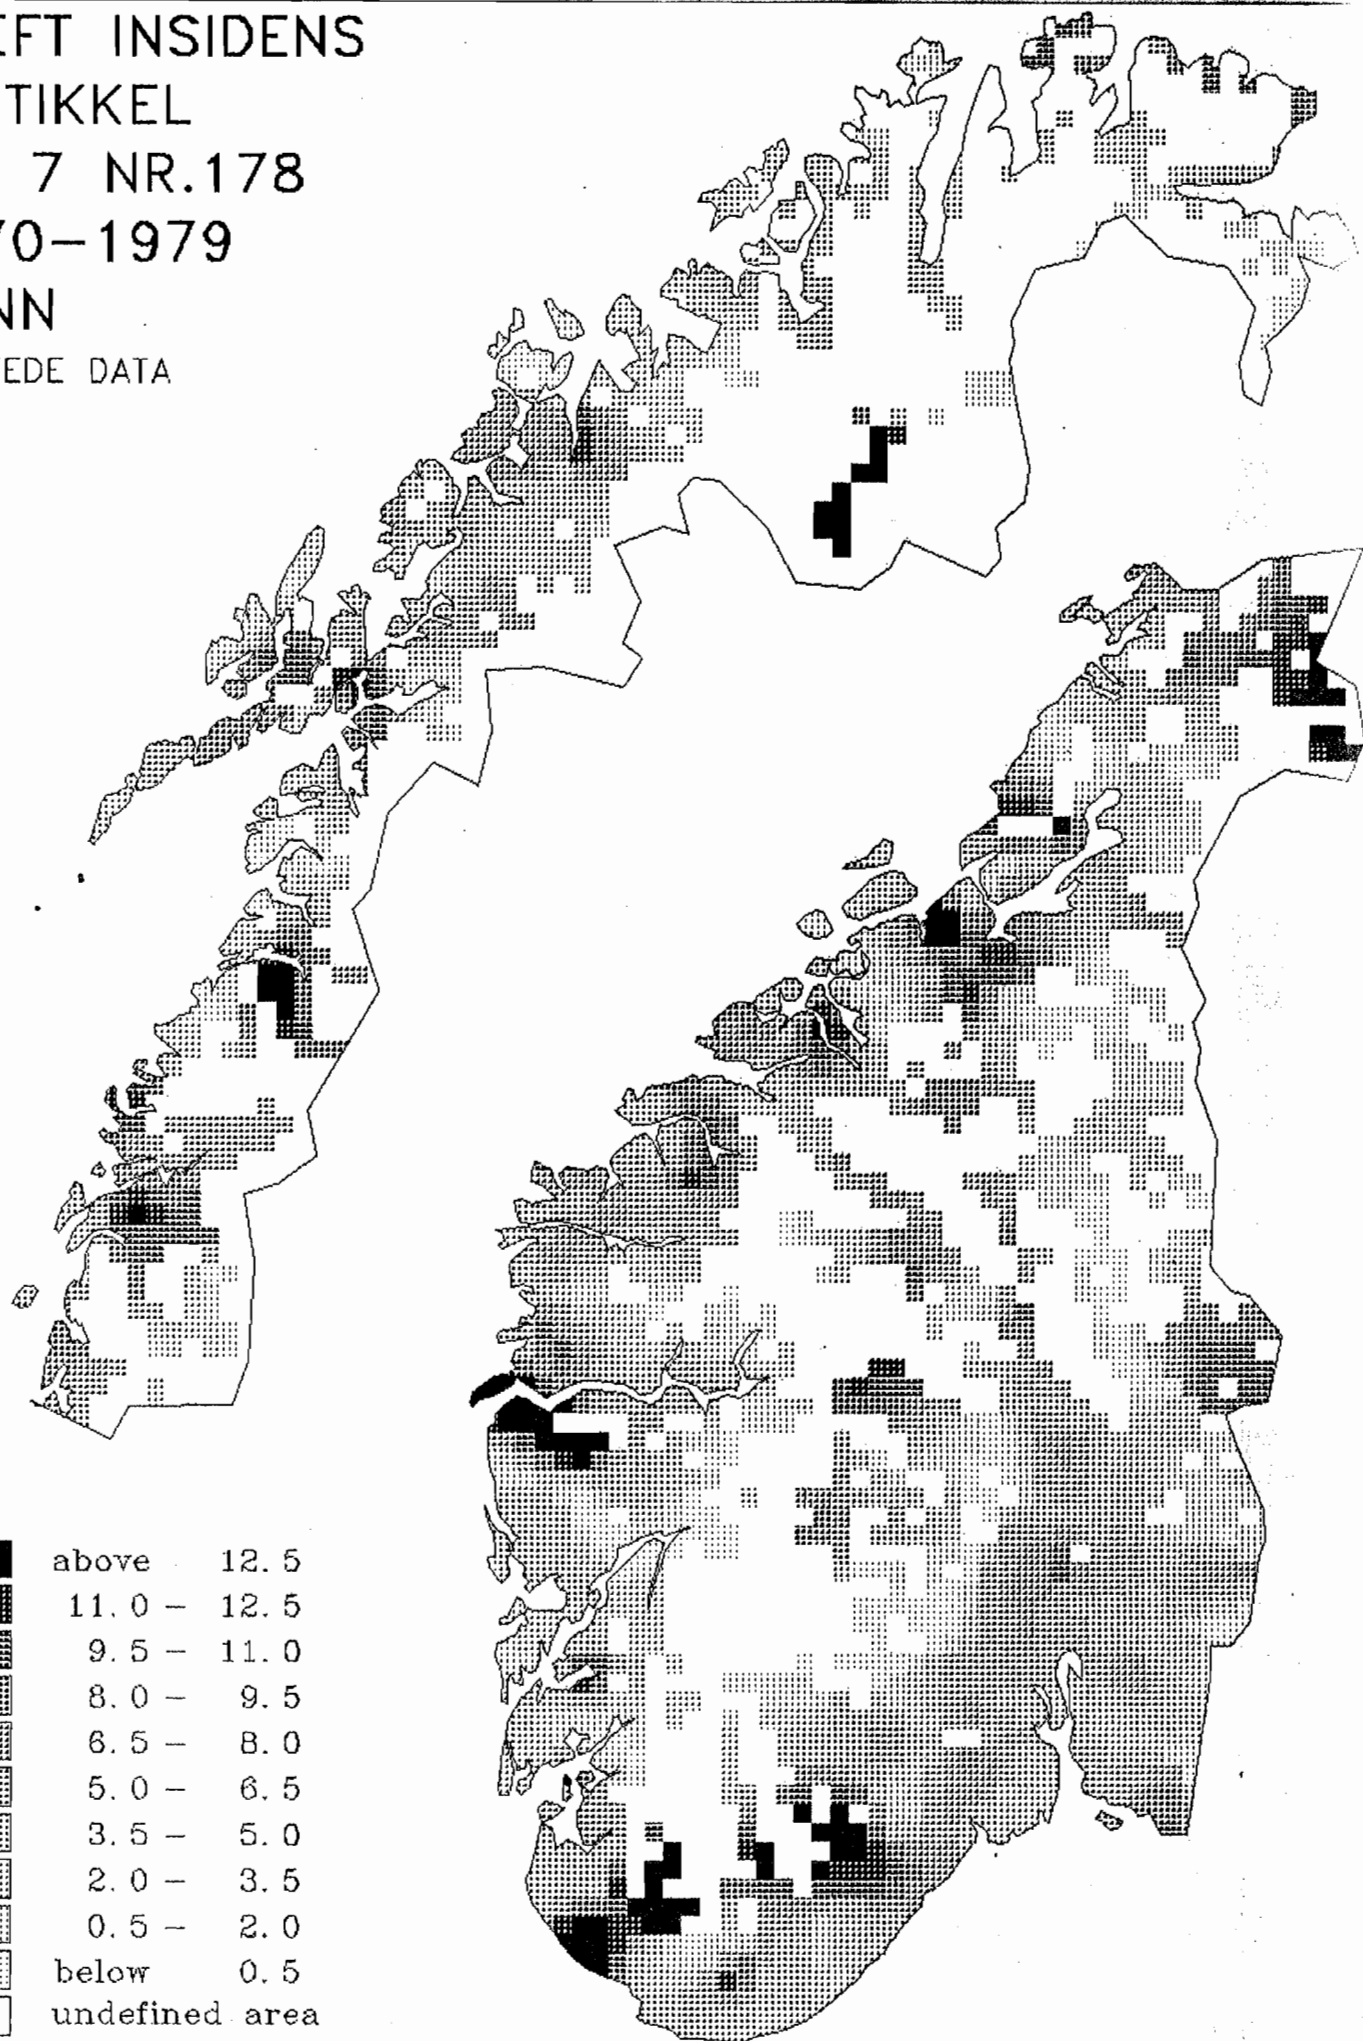 EFT INSIDENS
TIKKEL
7 NR.178
70-1979
NN
EDE DATA
above 12.5
11.0 - 12.5
9.5 - 11.0
8.0 - 9.5
6.5 - 8.0
5.0 - 6.5
3.5 - 5.0
2.0 - 3.5
0.5 - 2.0
below 0.5
undefined area